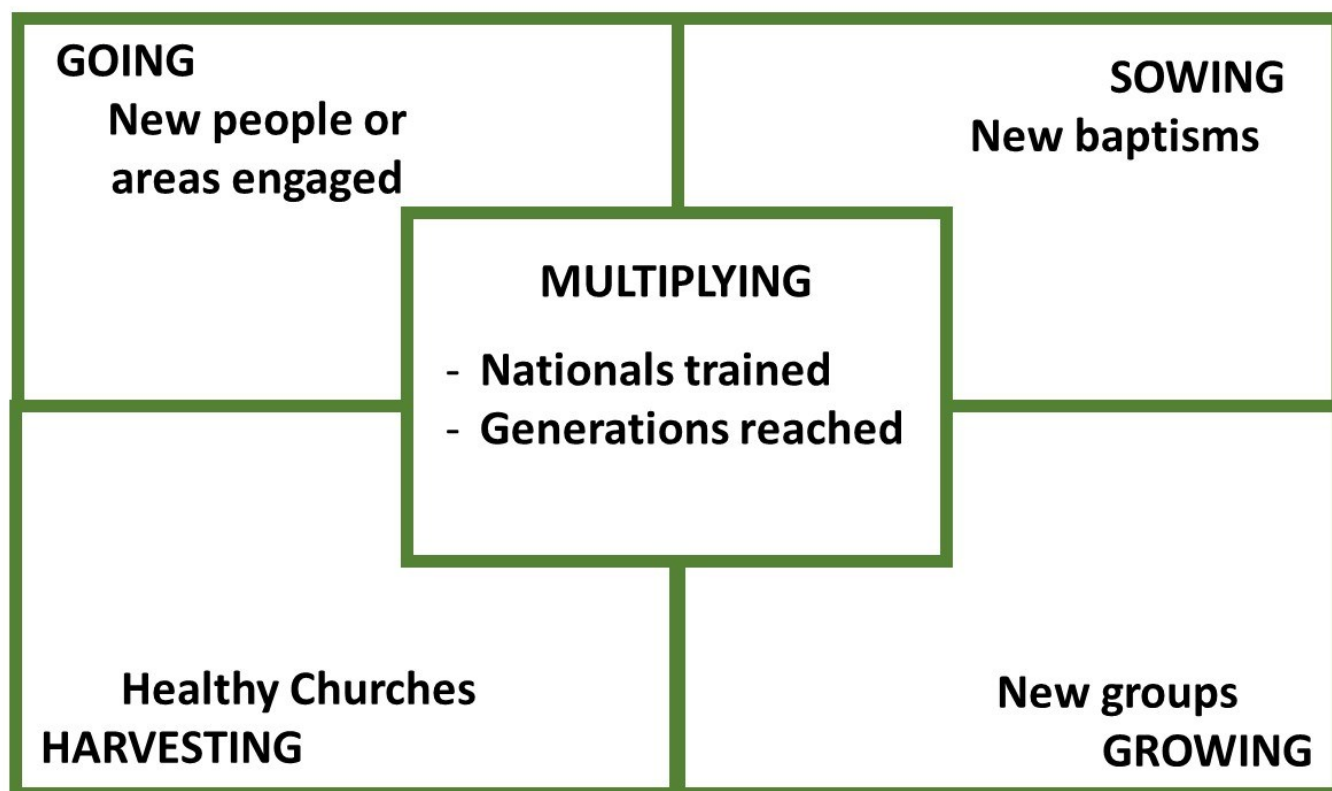 GOING
New people or
areas engaged
SOWING
New baptisms
MULTIPLYING
- Nationals trained
- Generations reached
Healthy Churches
HARVESTING
New groups
GROWING